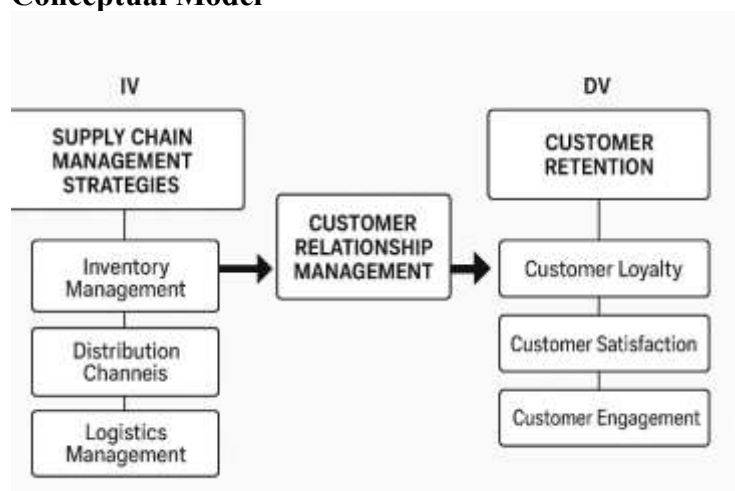 Conceptual Model
IV
SUPPLY CHAIN
MANAGEMENT
STRATEGIES
Inventory
Management
Distribution
Channeis
Logistics
Management
CUSTOMER
RELATIONSHIP
MANAGEMENT
DV
CUSTOMER
RETENTION
Customer Loyalty
Customer Satisfaction
Customer Engagement